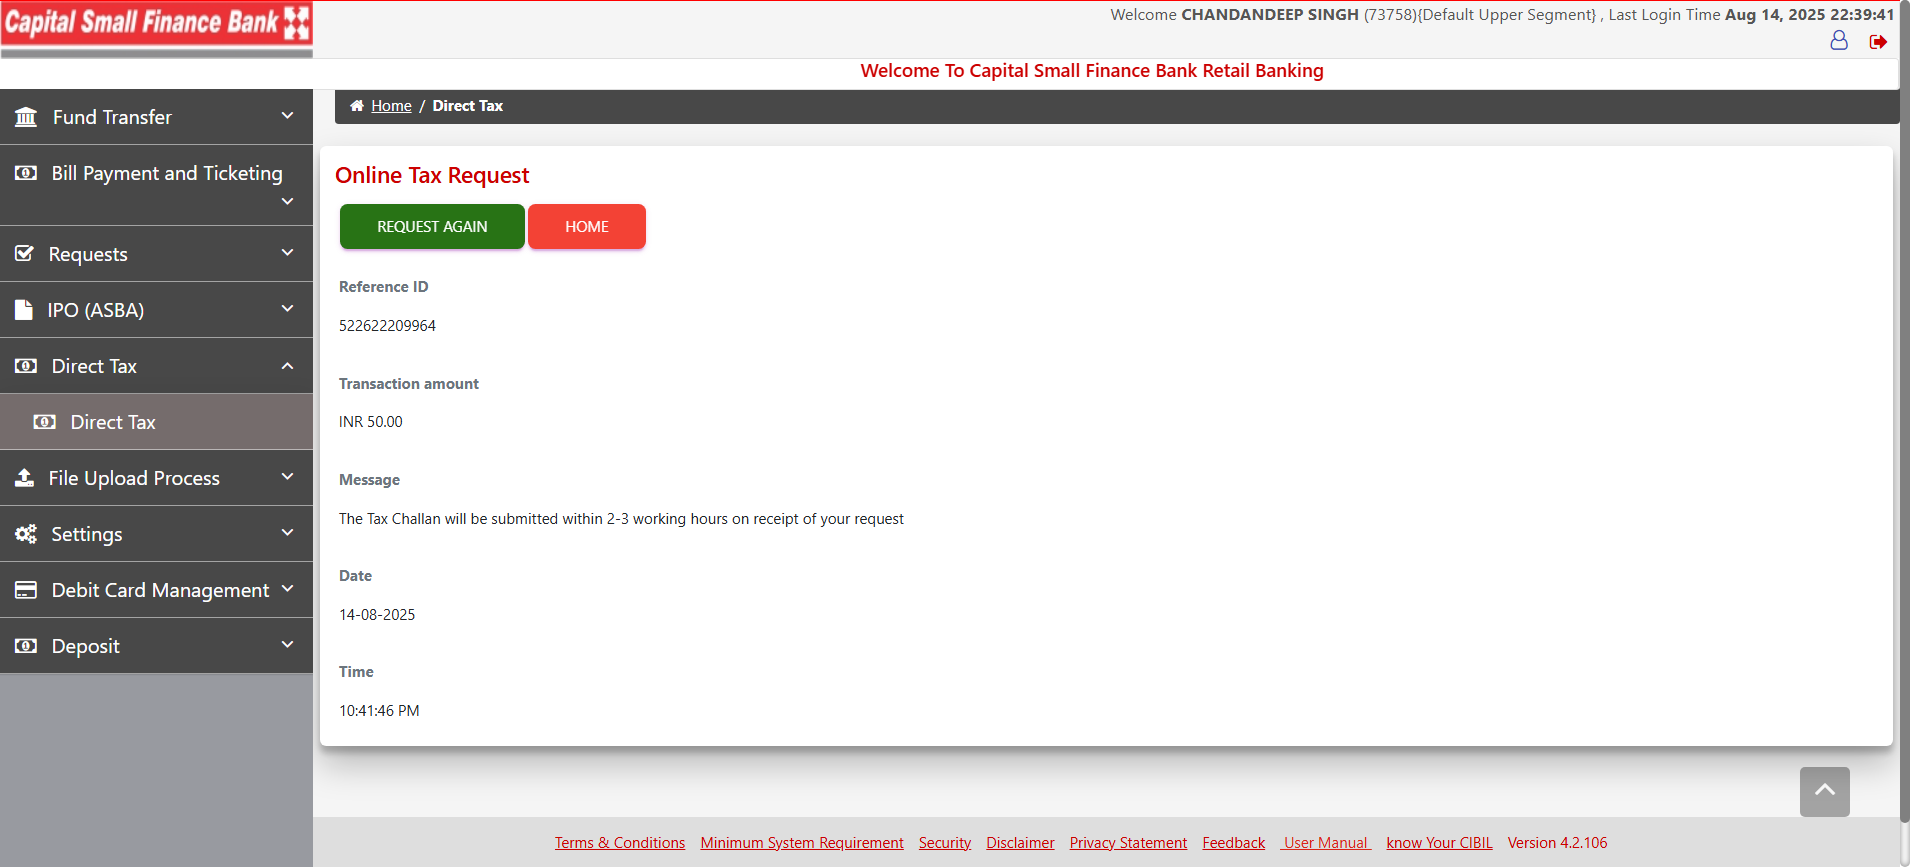 Capital Small Finance Bank
Welcome CHANDANDEEP SINGH (73758){Default Upper Segment} , Last Login Time Aug 14, 2025 22:39:41
Welcome To Capital Small Finance Bank Retail Banking
Home / Direct Tax
Fund Transfer
Bill Payment and Ticketing
Requests
IPO (ASBA)
Direct Tax
Direct Tax
File Upload Process
Settings
Debit Card Management
Deposit
Online Tax Request
REQUEST AGAIN HOME
Reference ID
522622209964
Transaction amount
INR 50.00
Message
The Tax Challan will be submitted within 2-3 working hours on receipt of your request
Date
14-08-2025
Time
10:41:46 PM
Terms & Conditions Minimum System Requirement Security Disclaimer Privacy Statement Feedback User Manual know Your CIBIL Version 4.2.106